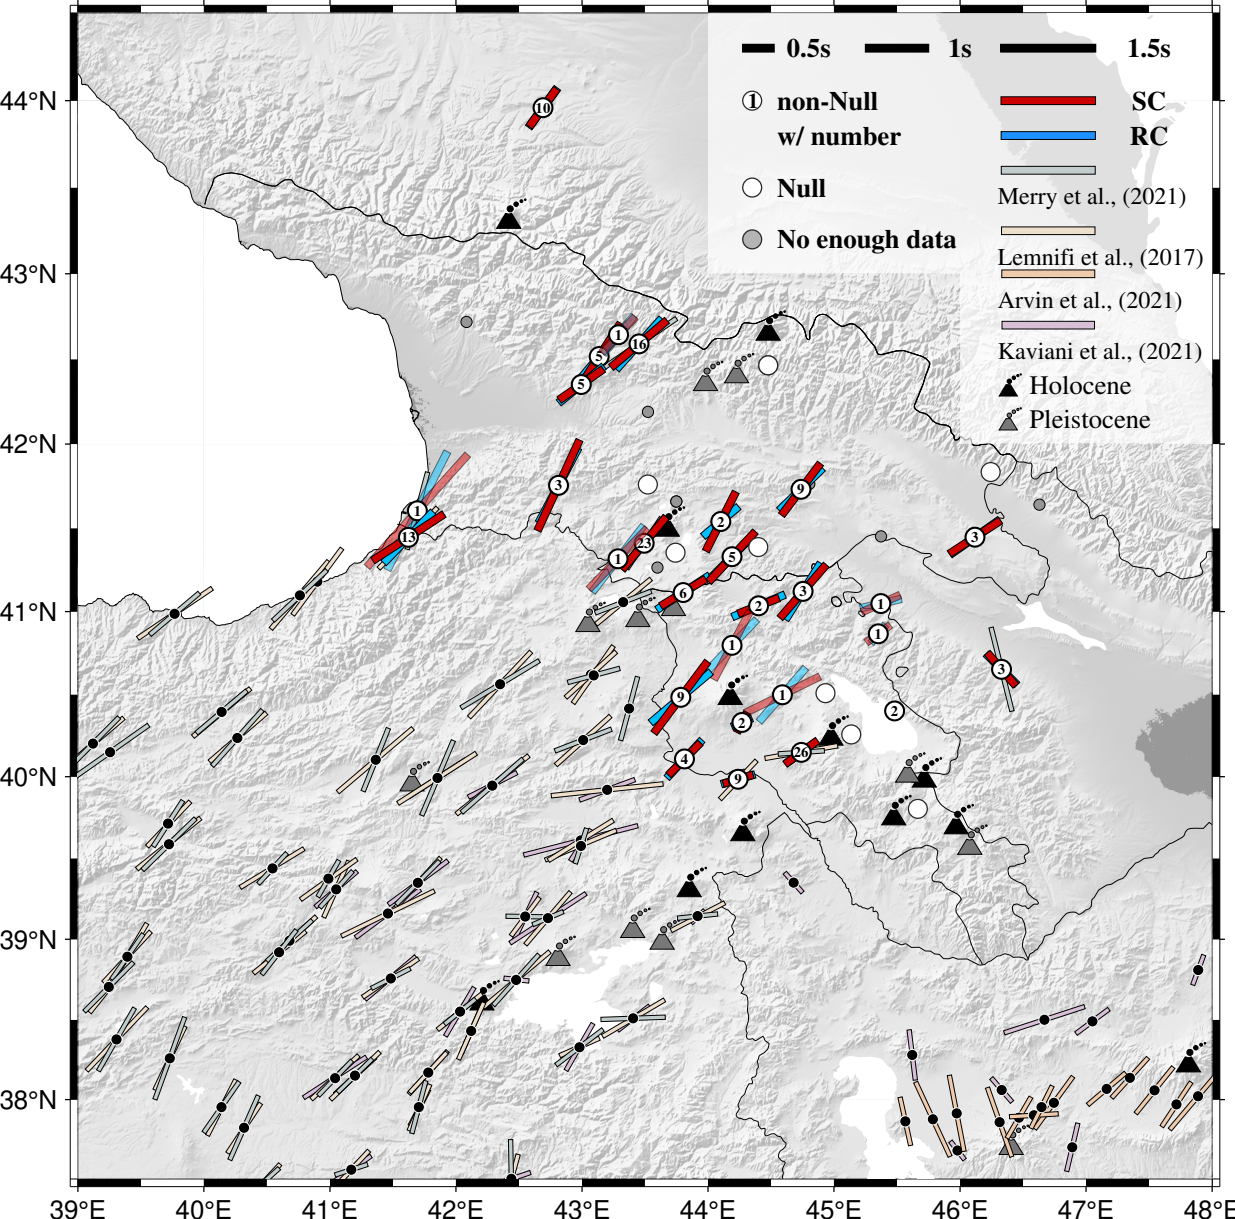 0.5s 1s 1.5s
44°N
10
1 non-Null SC
w/ number RC
Null
Merry et al., (2021)
No enough data
Lemnifi et al., (2017)
43°N
Arvin et al., (2021)
16
5
Kaviani et al., (2021)
5
Holocene
Pleistocene
42°N
3
9
1
2
13
3
23
1
5
6
3
41°N
2
1
1
1
3
9
1
2
2
26
4
9
40°N
39°N
38°N
39°E 40°E 41°E 42°E 43°E 44°E 45°E 46°E 47°E 48°E